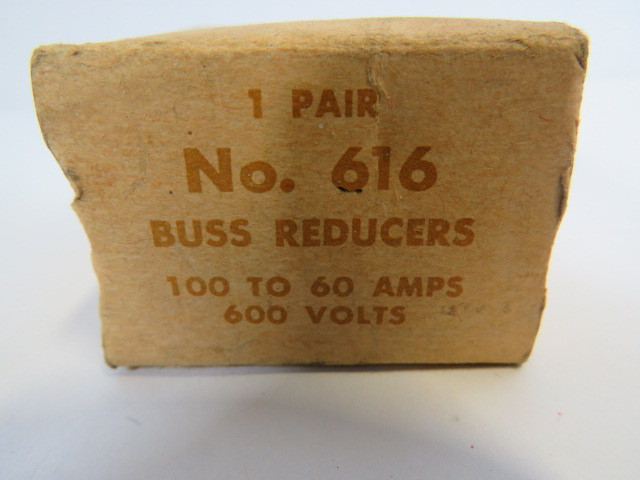 1 PAIR
No. 616
BUSS REDUCERS
100 TO 60 AMPS
600 VOLTS